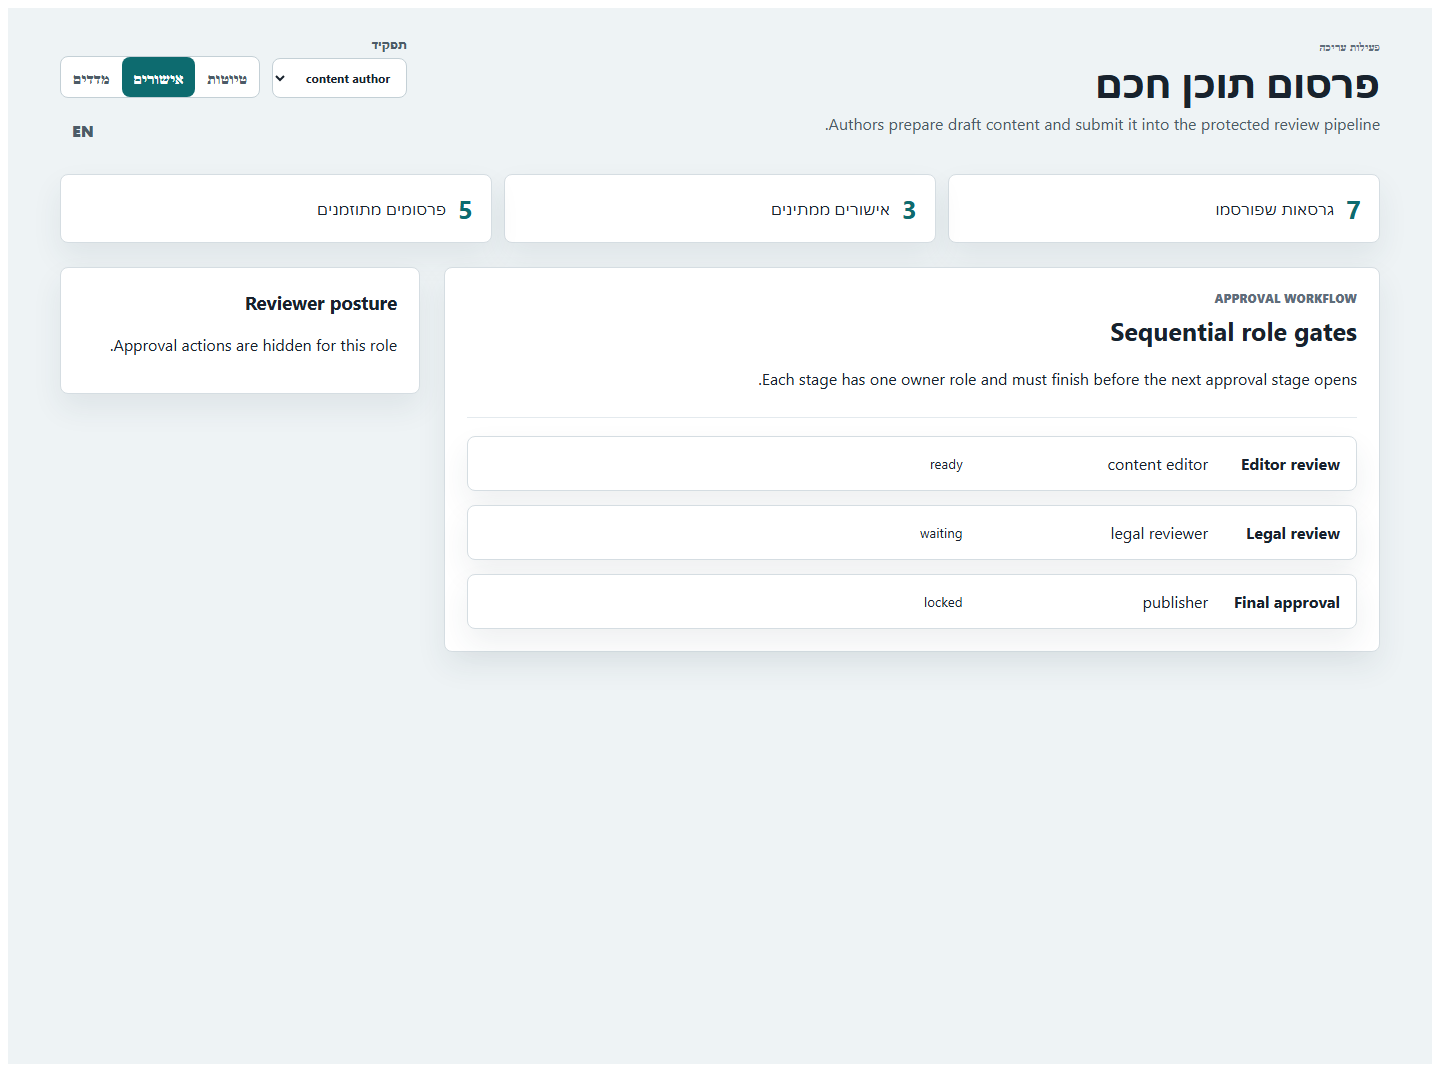 פעילות עריכה
פרסום תוכן חכם
Authors prepare draft content and submit it into the protected review pipeline.
תפקיד
content author
טיוטות
אישורים
מדדים
EN
7 גרסאות שפורסמו
3 אישורים ממתינים
5 פרסומים מתוזמנים
APPROVAL WORKFLOW
Sequential role gates
Each stage has one owner role and must finish before the next approval stage opens.
Editor review content editor ready
Legal review legal reviewer waiting
Final approval publisher locked
Reviewer posture
Approval actions are hidden for this role.